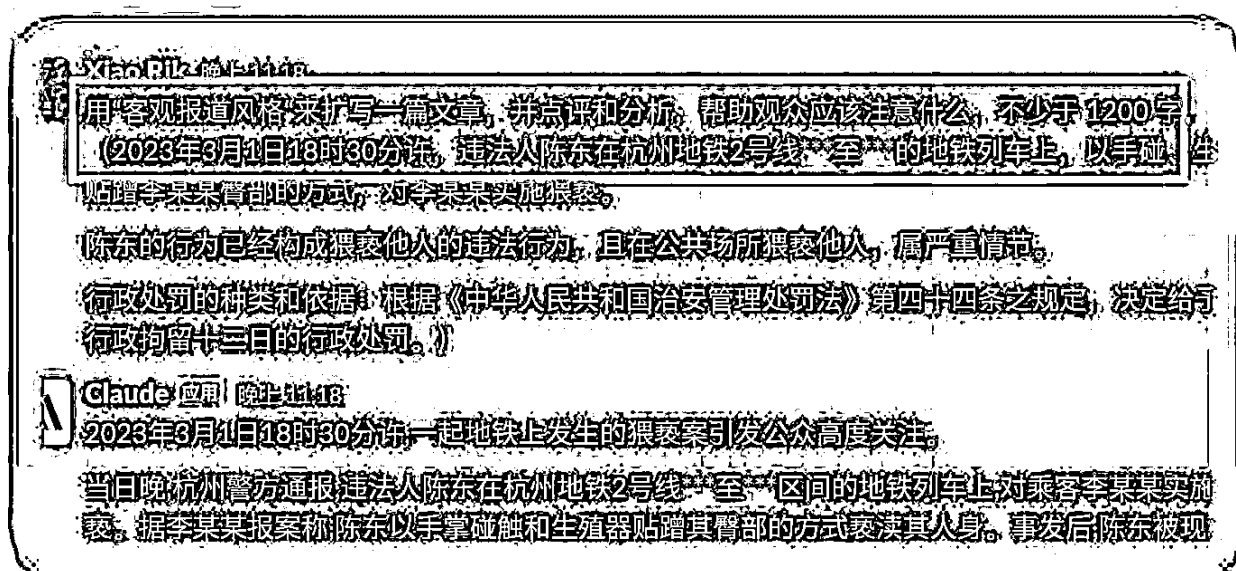 Xiao Rik 晚上11:18
用“客观报道风格”来扩写一篇文章，并点评和分析，帮助观众应该注意什么，不少于 1200 字
（2023年3月1日18时30分许，违法人陈东在杭州地铁2号线***至***的地铁列车上，以手碰、生
贴蹭李某某臀部的方式，对李某某实施猥亵。
陈东的行为已经构成猥亵他人的违法行为，且在公共场所猥亵他人，属严重情节。
行政处罚的种类和依据：根据《中华人民共和国治安管理处罚法》第四十四条之规定，决定给予
行政拘留十三日的行政处罚。）
Claude 应用 晚上11:18
2023年3月1日18时30分许,一起地铁上发生的猥亵案引发公众高度关注。
当日晚,杭州警方通报,违法人陈东在杭州地铁2号线***至***区间的地铁列车上,对乘客李某某实施
亵。据李某某报案称,陈东以手掌碰触和生殖器贴蹭其臀部的方式亵渎其人身。事发后,陈东被现